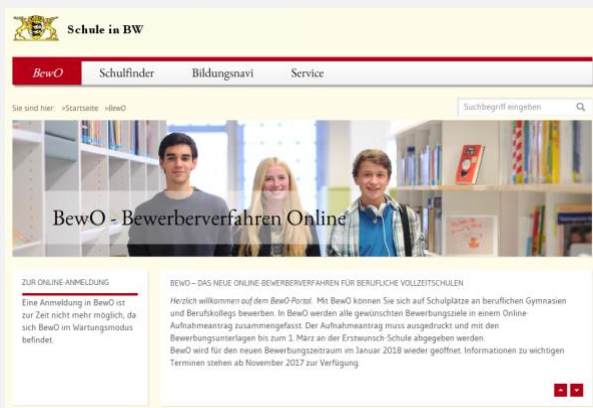 Schule in BW
BewO
Schulfinder
Bildungsnavi
Service
Sie sind hier: »Startseite »BewO
Suchbegriff eingeben
BewO - Bewerberverfahren Online
ZUR ONLINE-ANMELDUNG
Eine Anmeldung in BewO ist
zur Zeit nicht mehr möglich, da
sich BewO im Wartungsmodus
befindet.
BEWO – DAS NEUE ONLINE-BEWERBERVERFAHREN FÜR BERUFLICHE VOLLZEITSCHULEN
Herzlich willkommen auf dem BewO-Portal. Mit BewO können Sie sich auf Schulplätze an beruflichen Gymnasien
und Berufskollegs bewerben. In BewO werden alle gewünschten Bewerbungsziele in einem Online-
Aufnahmeantrag zusammengefasst. Der Aufnahmeantrag muss ausgedruckt und mit den
Bewerbungsunterlagen bis zum 1. März an der Erstwunsch-Schule abgegeben werden.
BewO wird für den neuen Bewerbungszeitraum im Januar 2018 wieder geöffnet. Informationen zu wichtigen
Terminen stehen ab November 2017 zur Verfügung.